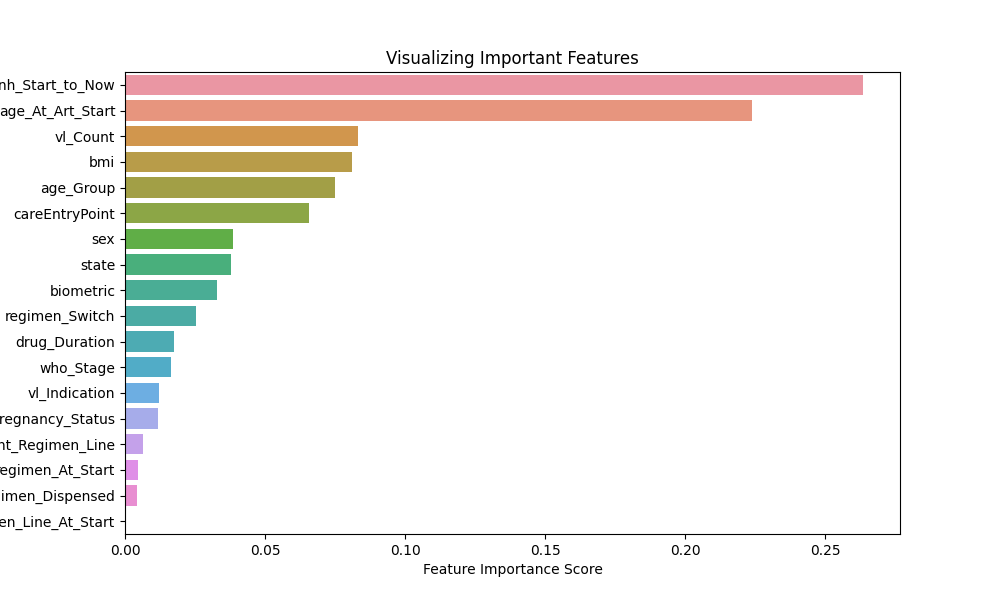 Visualizing Important Features
nh_Start_to_Now
age_At_Art_Start
vl_Count
bmi
age_Group
careEntryPoint
sex
state
biometric
regimen_Switch
drug_Duration
who_Stage
vl_Indication
regnancy_Status
nt_Regimen_Line
egimen_At_Start
imen_Dispensed
en_Line_At_Start
0.00 0.05 0.10 0.15 0.20 0.25
Feature Importance Score